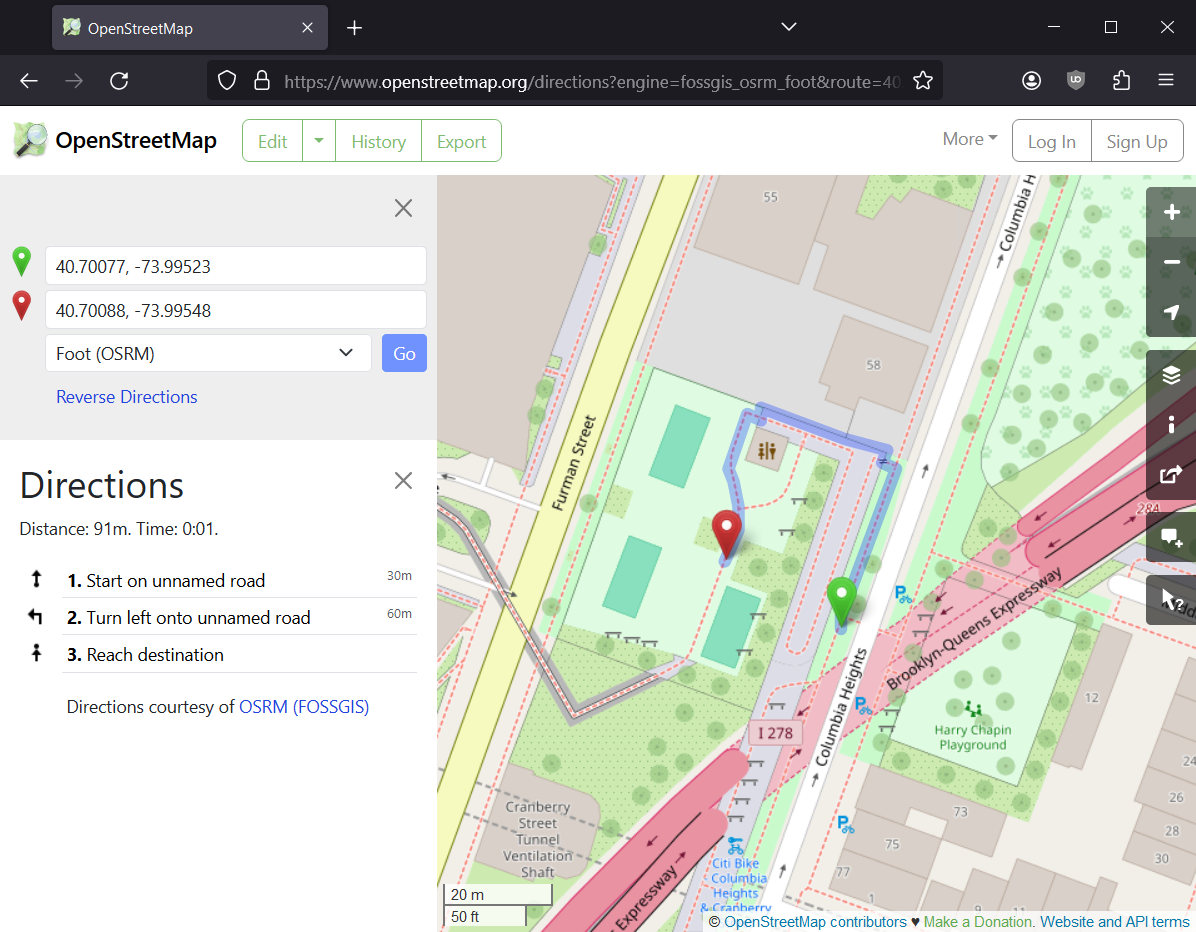 OpenStreetMap
https://www.openstreetmap.org/directions?engine=fossgis_osrm_foot&route=40
OpenStreetMap
Edit
History
Export
More
Log In
Sign Up
40.70077, -73.99523
40.70088, -73.99548
Foot (OSRM)
Go
Reverse Directions
Directions
Distance: 91m. Time: 0:01.
1. Start on unnamed road
30m
2. Turn left onto unnamed road
60m
3. Reach destination
Directions courtesy of OSRM (FOSSGIS)
55
Columbia H
58
Furman Street
28A
Brooklyn-Queens Expressway
Columbia Heights
I 278
12
Harry Chapin
Playground
24
26
28
30
73
75
77
1
9
Cranberry
Street
Tunnel
Ventilation
Shaft
Citi Bike
Columbia
Heights
& Cranberry
Expressway
20 m
50 ft
© OpenStreetMap contributors ♥ Make a Donation. Website and API terms